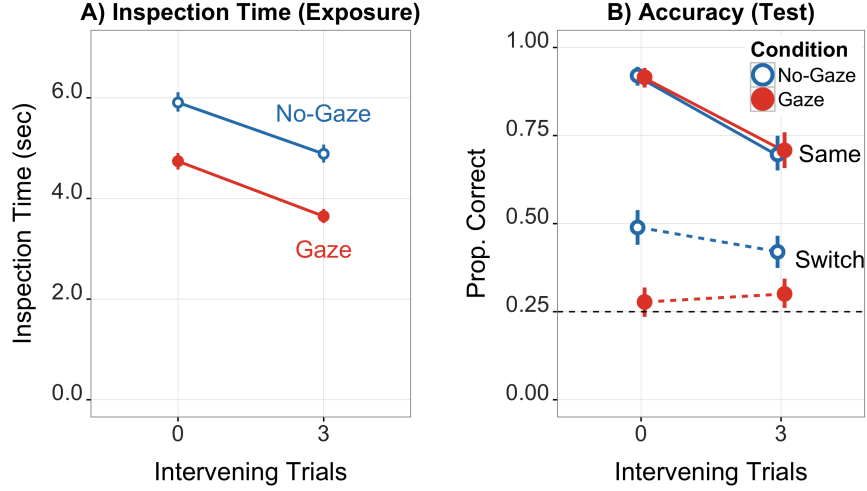 A) Inspection Time (Exposure)
Inspection Time (sec)
6.0
4.0
2.0
0.0
No-Gaze
Gaze
0
3
Intervening Trials
B) Accuracy (Test)
Prop. Correct
1.00
0.75
0.50
0.25
0.00
Condition
No-Gaze
Gaze
Same
Switch
0
3
Intervening Trials